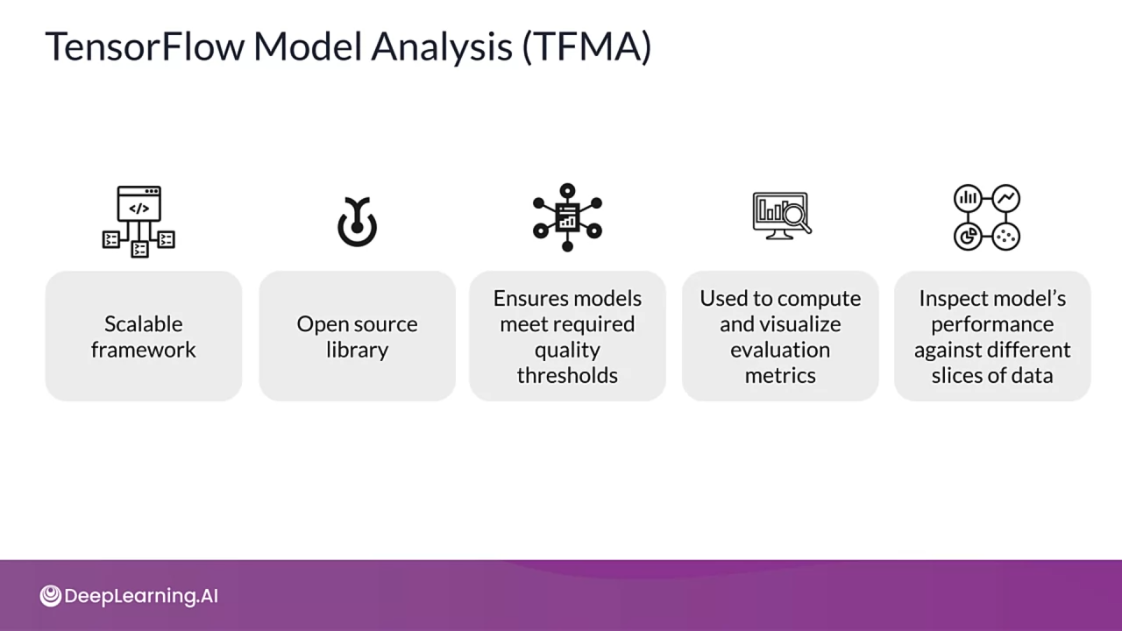 TensorFlow Model Analysis (TFMA)
</>
Scalable
framework
Open source
library
Ensures models
meet required
quality
thresholds
Used to compute
and visualize
evaluation
metrics
Inspect model's
performance
against different
slices of data
DeepLearning.AI